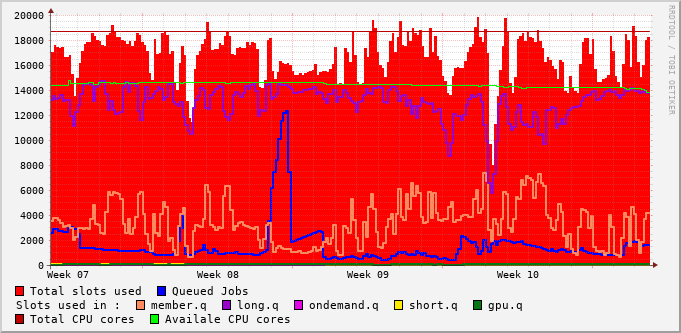 20000
18000
16000
14000
12000
10000
8000
6000
4000
2000
0
Week 07 Week 08 Week 09 Week 10
RRDTOOL / TOBI OETIKER
Total slots used Queued Jobs
Slots used in : member.q long.q ondemand.q short.q gpu.q
Total CPU cores Availale CPU cores